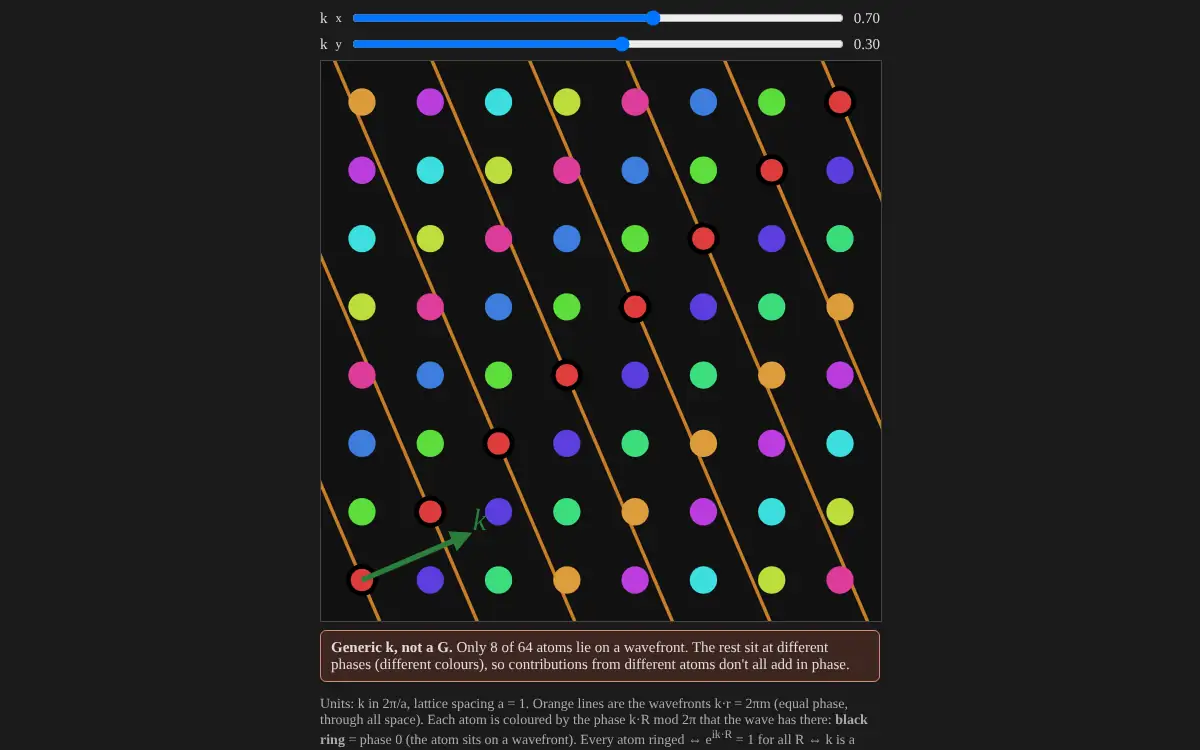 k x 0.70
k y 0.30
k
Generic k, not a G. Only 8 of 64 atoms lie on a wavefront. The rest sit at different
phases (different colours), so contributions from different atoms don't all add in phase.
Units: k in 2π/a, lattice spacing a = 1. Orange lines are the wavefronts k·r = 2πm (equal phase,
through all space). Each atom is coloured by the phase k·R mod 2π that the wave has there: black
ring = phase 0 (the atom sits on a wavefront). Every atom ringed ↔ e^ik·R = 1 for all R ↔ k is a